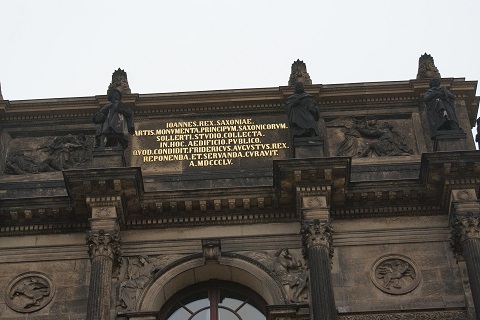 IOANNES. REX. SAXONIAE.
ARTIS. MONVMENTA. PRINCIPVM. SAXONICORVM.
SOLLERTI. STVDIO. COLLECTA.
IN. HOC. AEDIFICIO. PVBLICO.
QVOD. CONDIDIT. FRIDERICVS. AVGVSTVS. REX.
REPONENDA. ET. SERVANDA. CVRAVIT.
A. MDCCCLV.